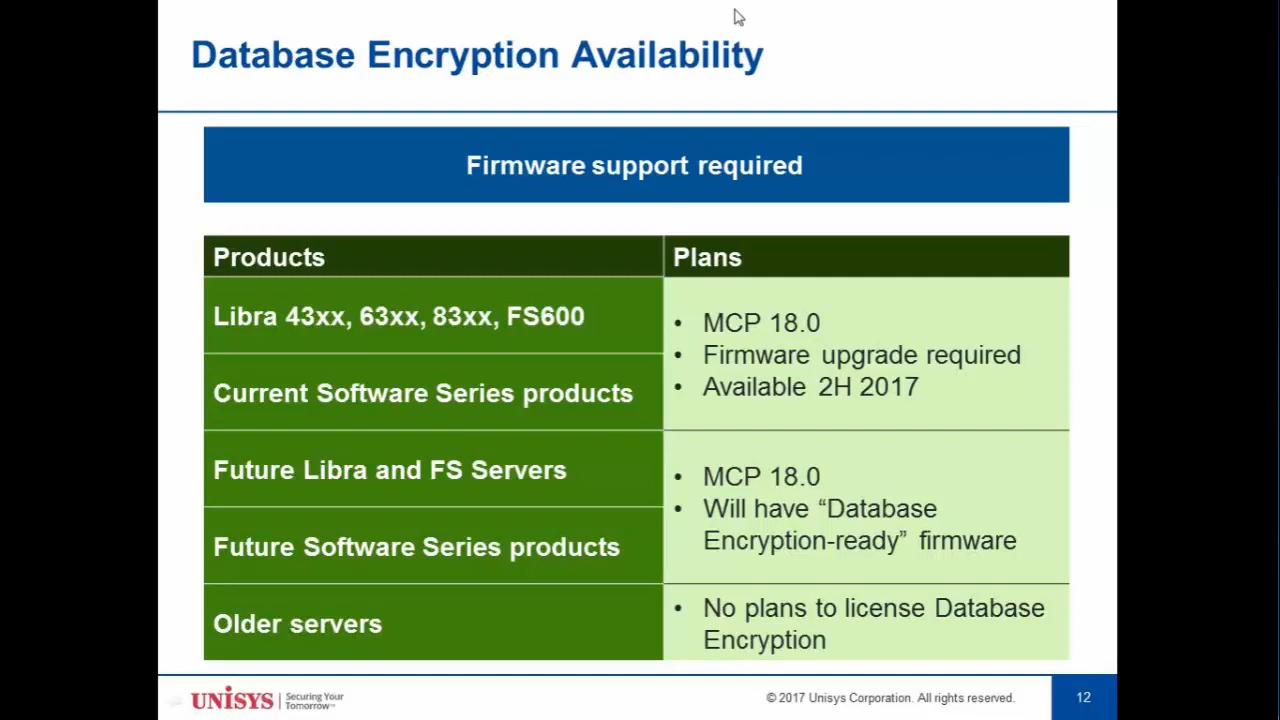 Database Encryption Availability
Firmware support required
Products
Plans
Libra 43xx, 63xx, 83xx, FS600
Current Software Series products
• MCP 18.0
• Firmware upgrade required
• Available 2H 2017
Future Libra and FS Servers
Future Software Series products
• MCP 18.0
• Will have “Database
Encryption-ready” firmware
Older servers
• No plans to license Database
Encryption
UNISYS
Securing Your
Tomorrow™
© 2017 Unisys Corporation. All rights reserved.
12